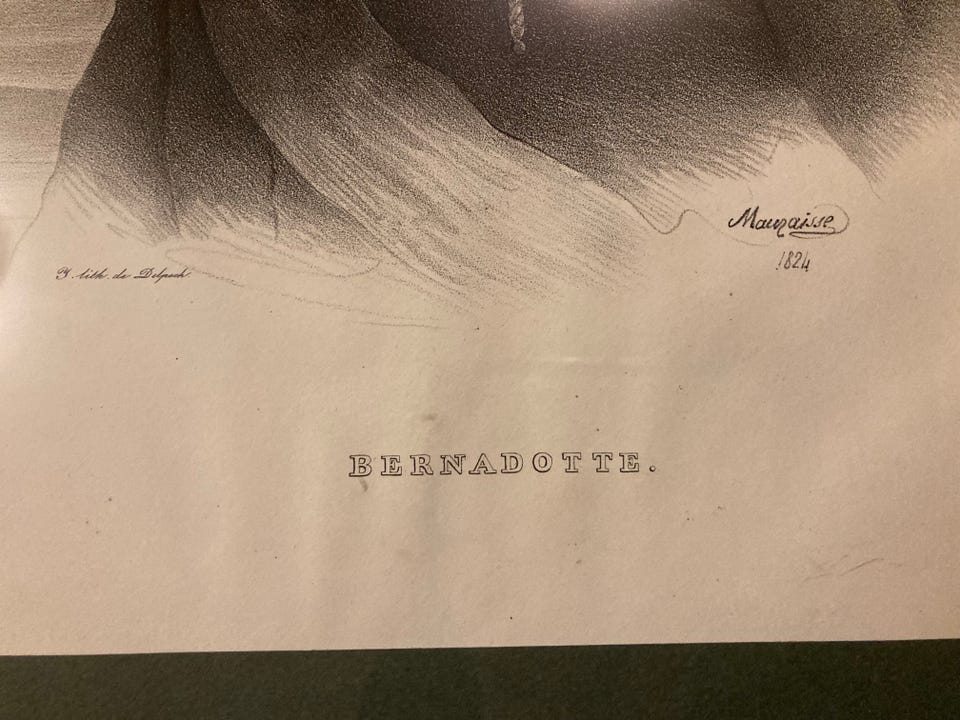 Mauzaisse
1824
I. lith. de Delpech
BERNADOTTE.